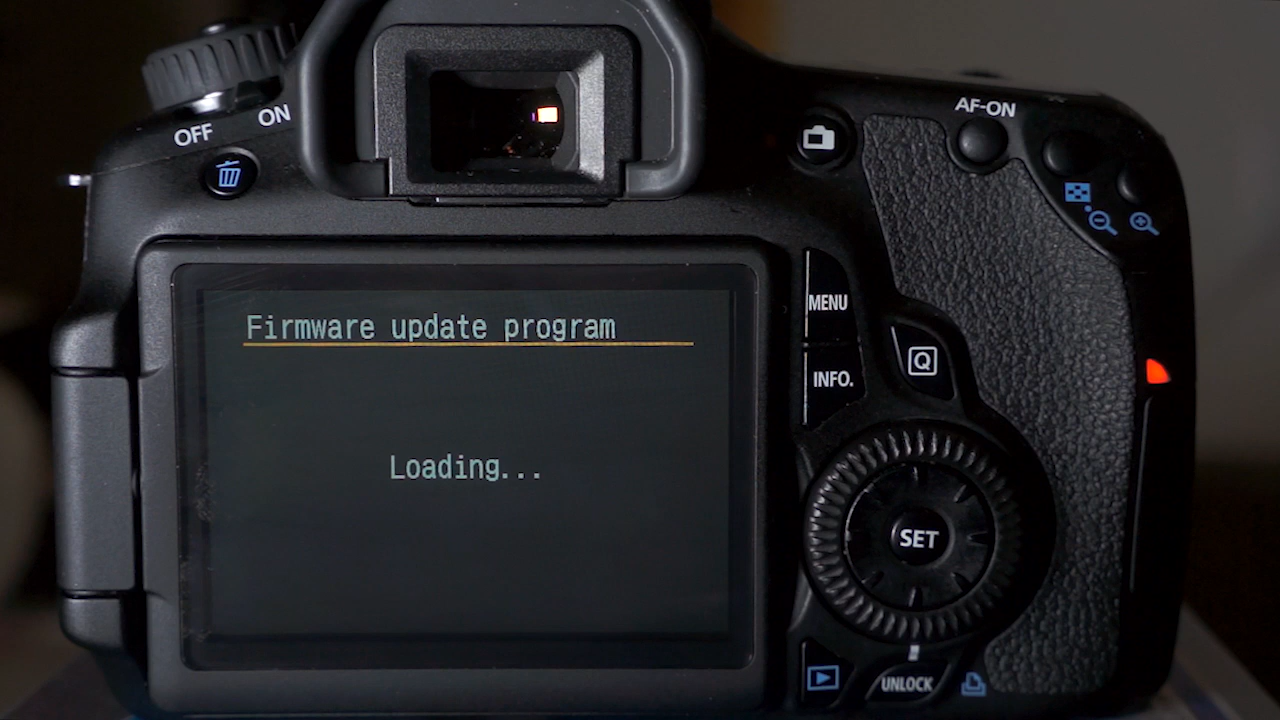 AF-ON
ON
OFF
MENU
Firmware update program
Q
INFO.
Loading...
SET
UNLOCK